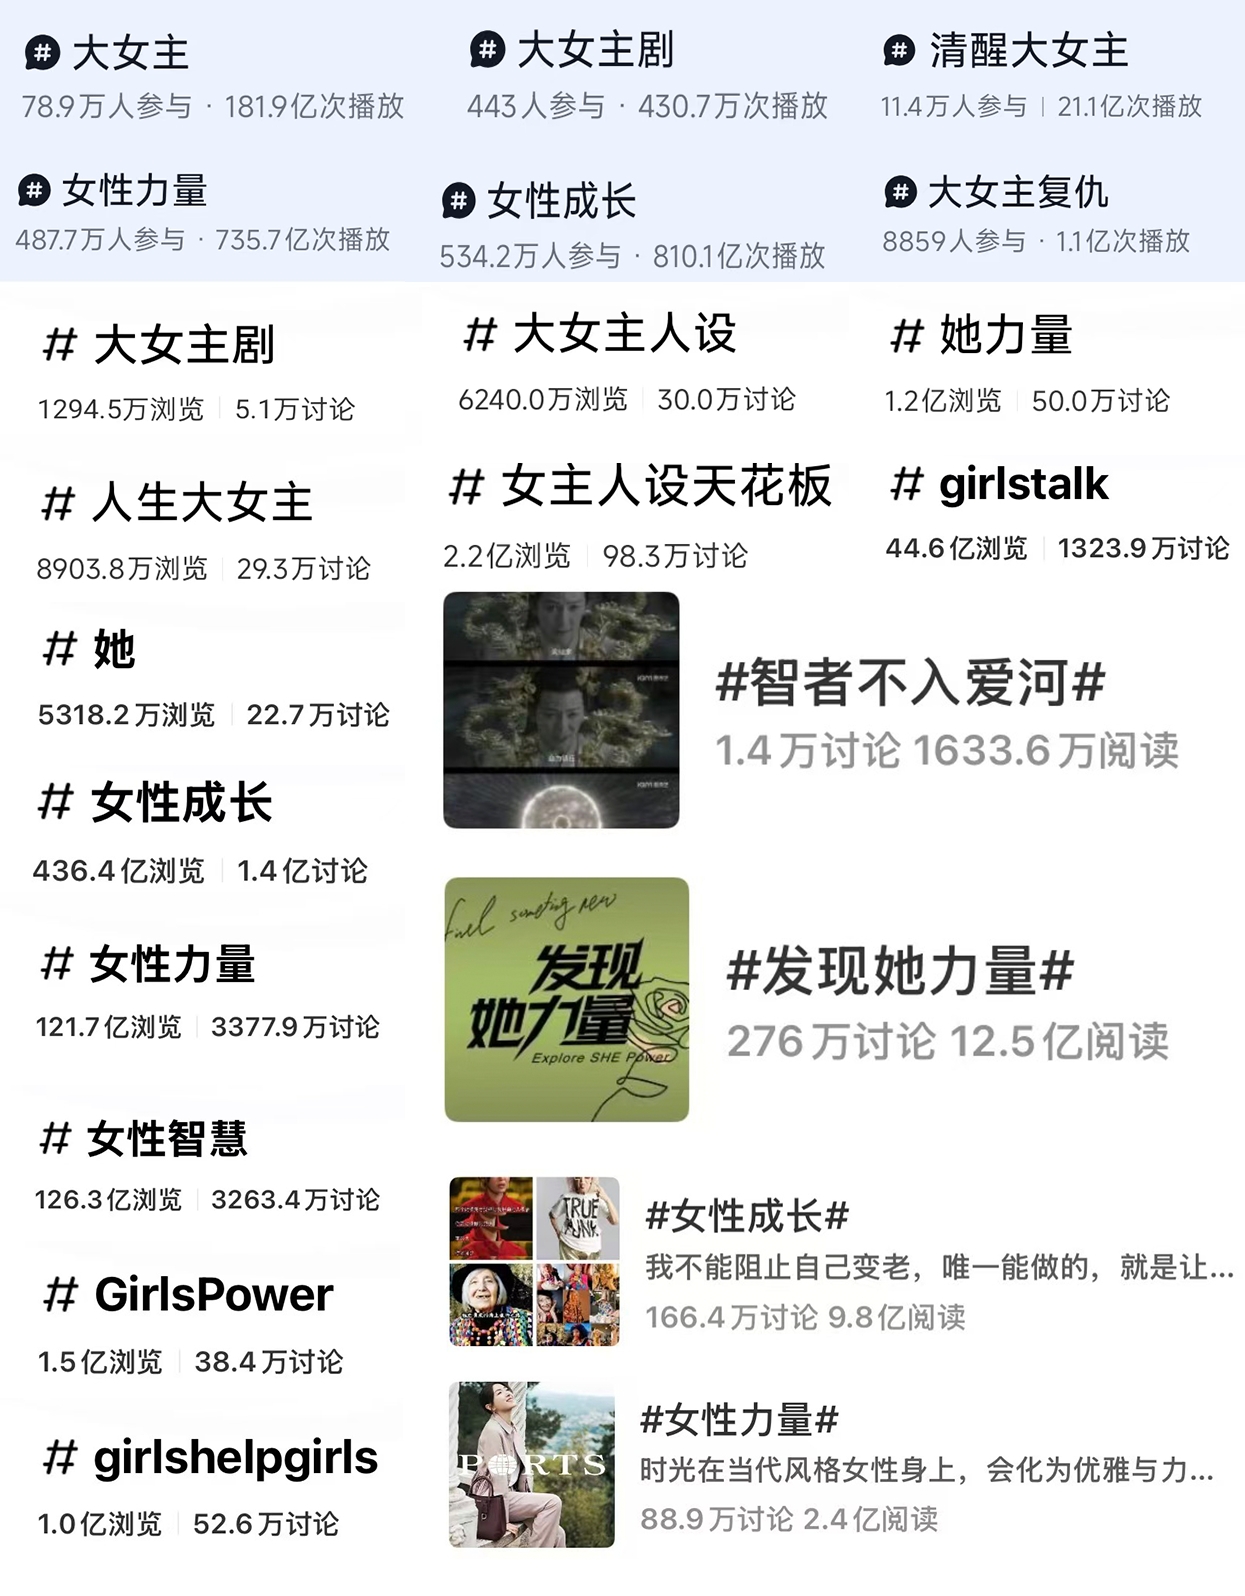 大女主
78.9万人参与 · 181.9亿次播放
大女主剧
443人参与 · 430.7万次播放
清醒大女主
11.4万人参与 | 21.1亿次播放
女性力量
487.7万人参与 · 735.7亿次播放
女性成长
534.2万人参与 · 810.1亿次播放
大女主复仇
8859人参与 · 1.1亿次播放
# 大女主剧
1294.5万浏览 | 5.1万讨论
# 人生大女主
8903.8万浏览 | 29.3万讨论
# 她
5318.2万浏览 | 22.7万讨论
# 女性成长
436.4亿浏览 | 1.4亿讨论
# 女性力量
121.7亿浏览 | 3377.9万讨论
# 女性智慧
126.3亿浏览 | 3263.4万讨论
# GirlsPower
1.5亿浏览 | 38.4万讨论
# girlshelpgirls
1.0亿浏览 | 52.6万讨论
# 大女主人设
6240.0万浏览 | 30.0万讨论
# 她力量
1.2亿浏览 | 50.0万讨论
# 女主人设天花板
2.2亿浏览 | 98.3万讨论
# girlstalk
44.6亿浏览 | 1323.9万讨论
#智者不入爱河#
1.4万讨论 1633.6万阅读
发现
她力量
Explore SHE Power
#发现她力量#
276万讨论 12.5亿阅读
TRUE
PUNK
#女性成长#
我不能阻止自己变老，唯一能做的，就是让...
166.4万讨论 9.8亿阅读
PORTS
#女性力量#
时光在当代风格女性身上，会化为优雅与力...
88.9万讨论 2.4亿阅读